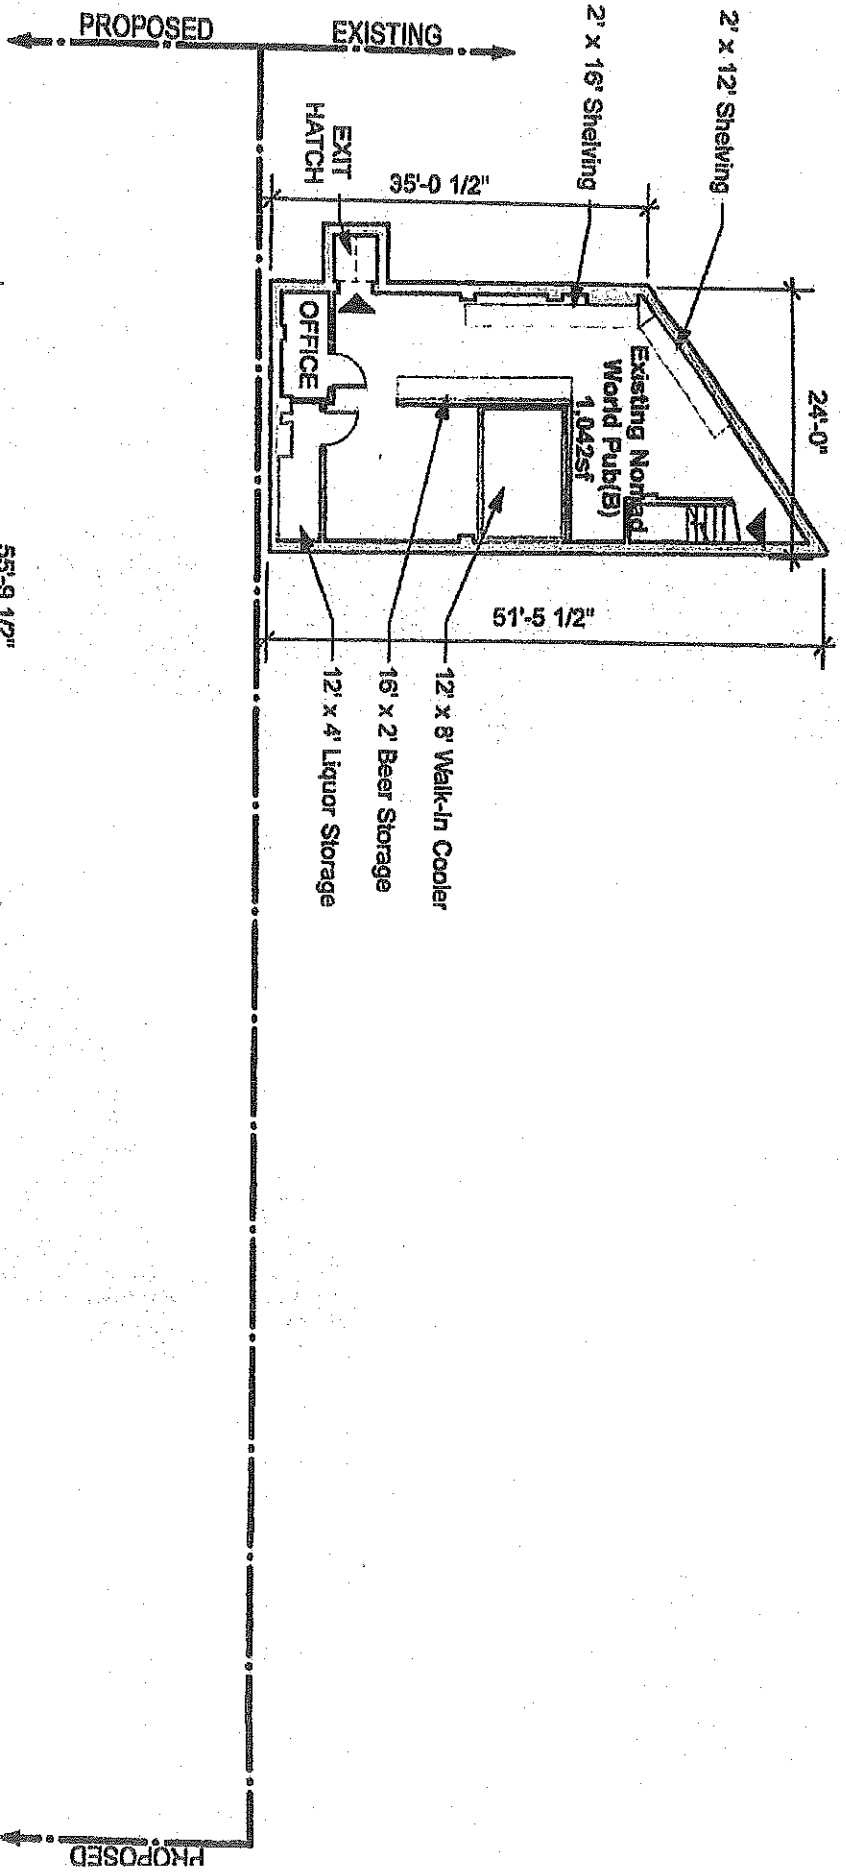 PROPOSED
EXISTING
2' x 12' Shelving
2' x 16' Shelving
EXIT
HATCH
35'-0 1/2"
24'-0"
OFFICE
Existing Nomad
World Pub(B)
1,042sf
51'-5 1/2"
12' x 8' Walk-In Cooler
16' x 2' Beer Storage
12' x 4' Liquor Storage
55'-9 1/2"
PROPOSED